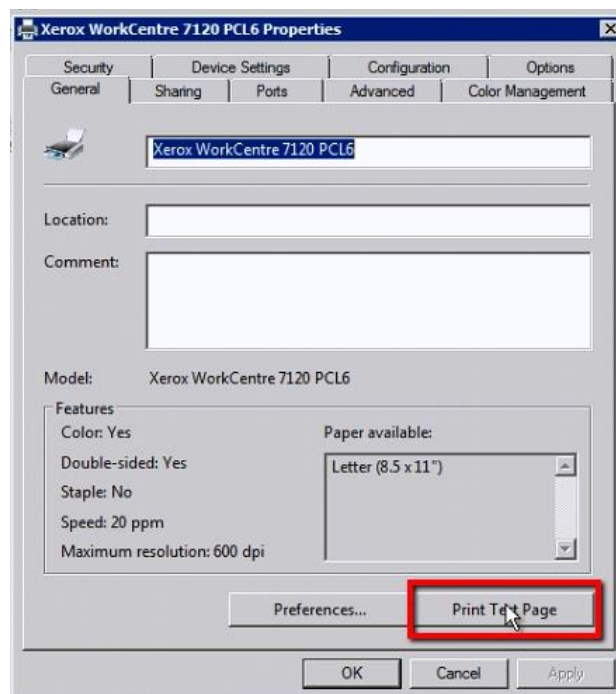 Xerox WorkCentre 7120 PCL6 Properties
Security Device Settings Configuration Options
General Sharing Ports Advanced Color Management
Xerox WorkCentre 7120 PCL6
Location:
Comment:
Model: Xerox WorkCentre 7120 PCL6
Features
Color: Yes Paper available:
Double-sided: Yes Letter (8.5 x 11")
Staple: No
Speed: 20 ppm
Maximum resolution: 600 dpi
Preferences... Print Test Page
OK Cancel Apply